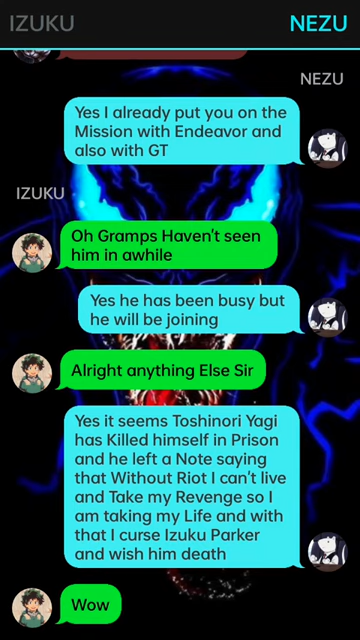 IZUKU
NEZU
NEZU
Yes I already put you on the
Mission with Endeavor and
also with GT
IZUKU
Oh Gramps Haven't seen
him in awhile
Yes he has been busy but
he will be joining
Alright anything Else Sir
Yes it seems Toshinori Yagi
has Killed himself in Prison
and he left a Note saying
that Without Riot I can't live
and Take my Revenge so I
am taking my Life and with
that I curse Izuku Parker
and wish him death
Wow